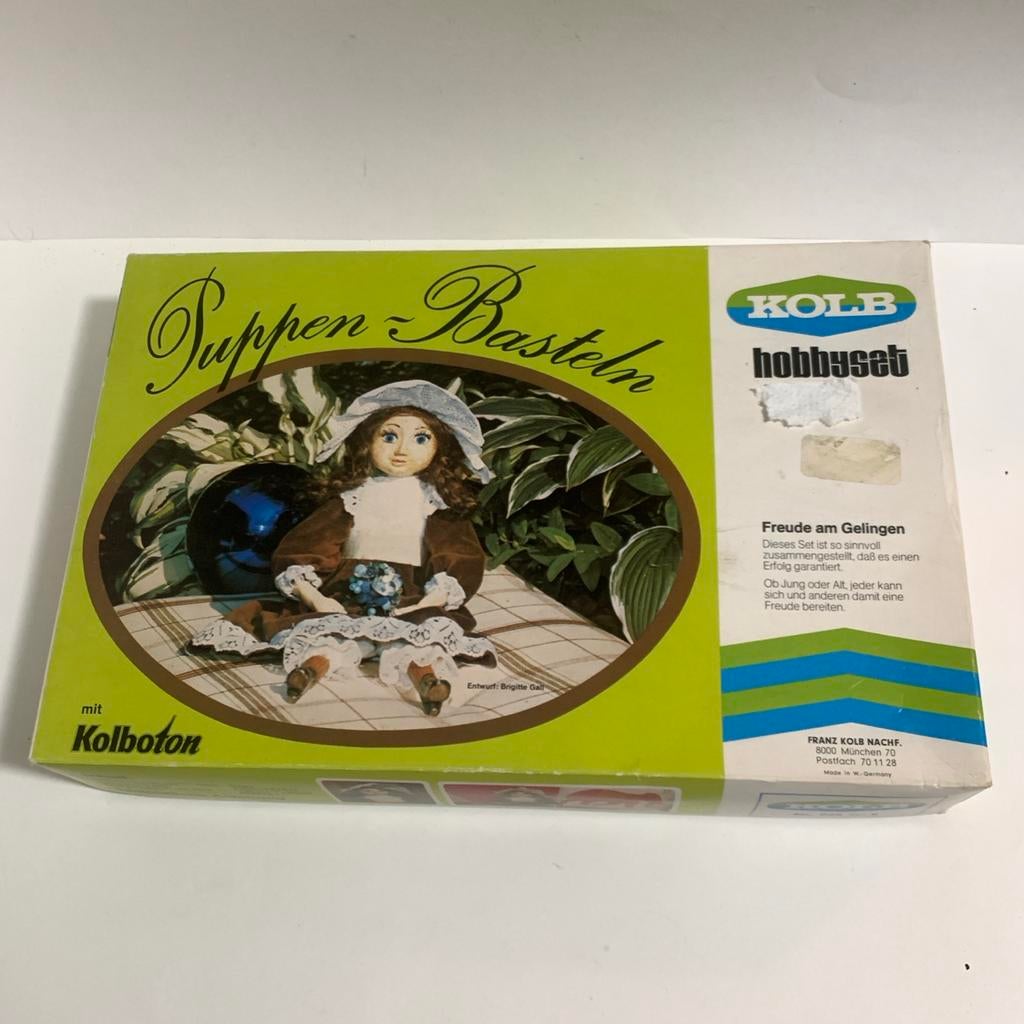 Puppen-Basteln
KOLB
hobbyset
Freude am Gelingen
Dieses Set ist so sinnvoll
zusammengestellt, daß es einen
Erfolg garantiert.
Ob Jung oder Alt, jeder kann
sich und anderen damit eine
Freude bereiten.
Entwurf: Brigitte Gall
mit
Kolboton
FRANZ KOLB NACHF.
8000 München 70
Postfach 70 11 28
Made in W.-Germany
KOLB